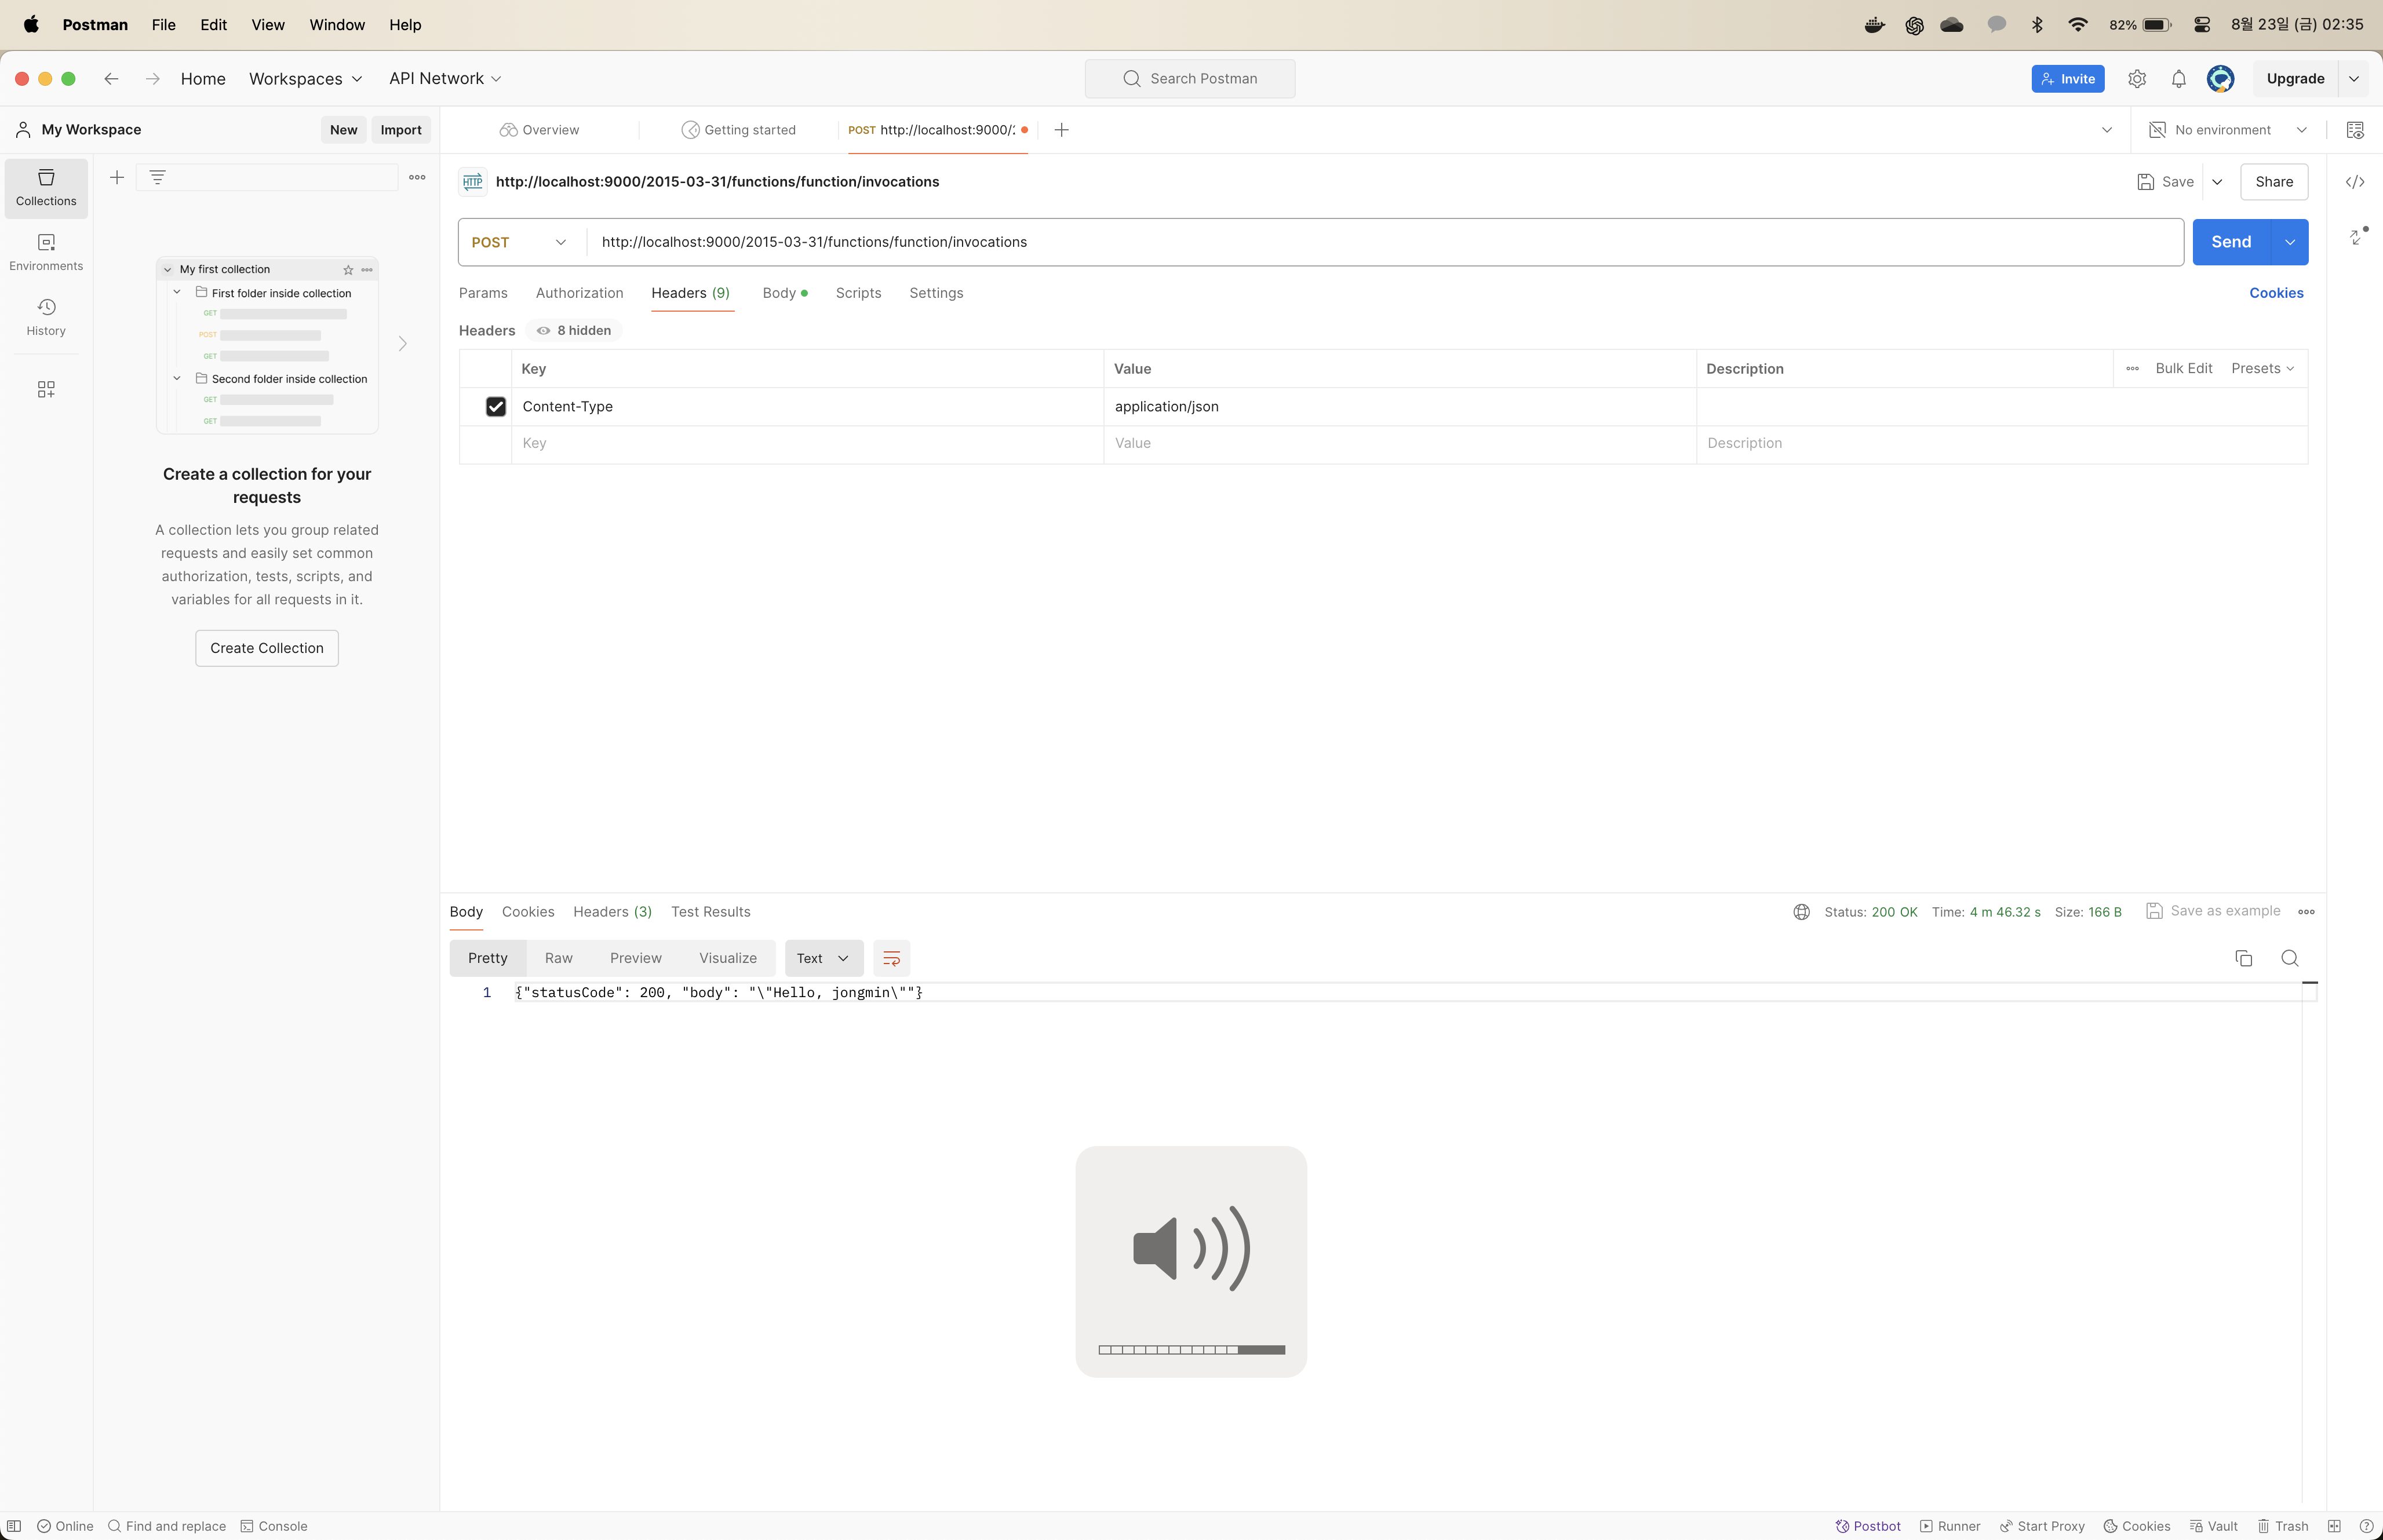 Postman File Edit View Window Help
82% 8월 23일 (금) 02:35
Home Workspaces API Network
Search Postman
Invite
Upgrade
My Workspace
New Import
Overview
Getting started
POST http://localhost:9000/2
No environment
Collections
Environments
History
My first collection
First folder inside collection
GET
POST
GET
Second folder inside collection
GET
GET
Create a collection for your
requests
A collection lets you group related
requests and easily set common
authorization, tests, scripts, and
variables for all requests in it.
Create Collection
HTTP http://localhost:9000/2015-03-31/functions/function/invocations
Save
Share
POST http://localhost:9000/2015-03-31/functions/function/invocations
Send
Params Authorization Headers (9) Body Scripts Settings
Cookies
Headers 8 hidden
Key Value Description Bulk Edit Presets
Content-Type application/json
Key Value Description
Body Cookies Headers (3) Test Results
Status: 200 OK Time: 4 m 46.32 s Size: 166 B Save as example
Pretty Raw Preview Visualize Text
1 {"statusCode": 200, "body": "\"Hello, jongmin\""}
Online Find and replace Console
Postbot Runner Start Proxy Cookies Vault Trash